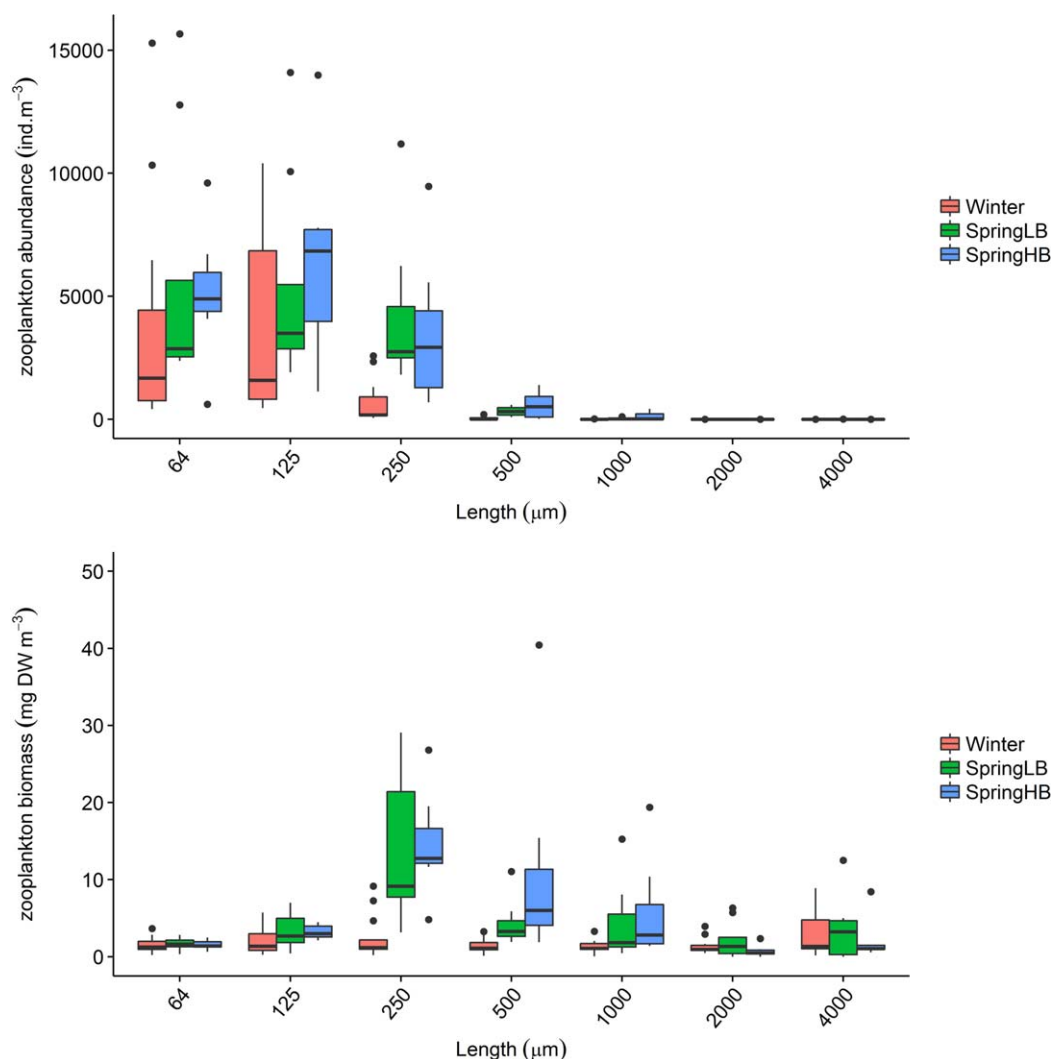 zooplankton abundance (ind.m−3)
15000
10000
5000
0
64
125
250
500
1000
2000
4000
Length (μm)
Winter
SpringLB
SpringHB
zooplankton biomass (mg DW m−3)
50
40
30
20
10
0
64
125
250
500
1000
2000
4000
Length (μm)
Winter
SpringLB
SpringHB